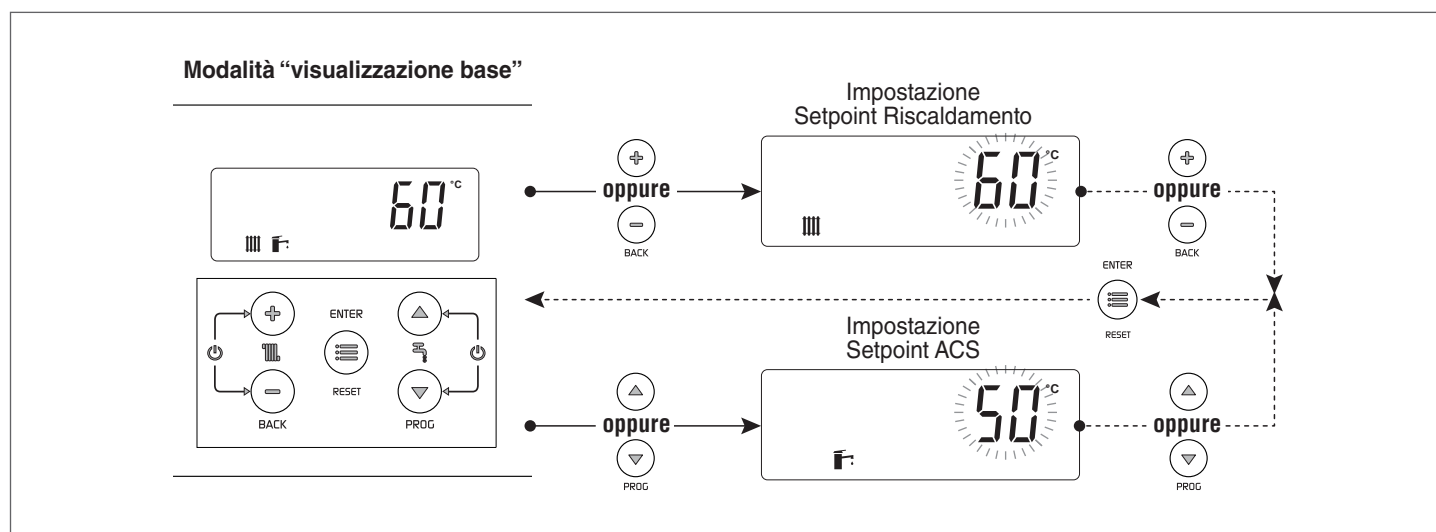 Modalità “visualizzazione base”
60 °C
ENTER
RESET
BACK
PROG
oppure
BACK
Impostazione
Setpoint Riscaldamento
60 °C
oppure
BACK
ENTER
RESET
oppure
PROG
Impostazione
Setpoint ACS
50 °C
oppure
PROG